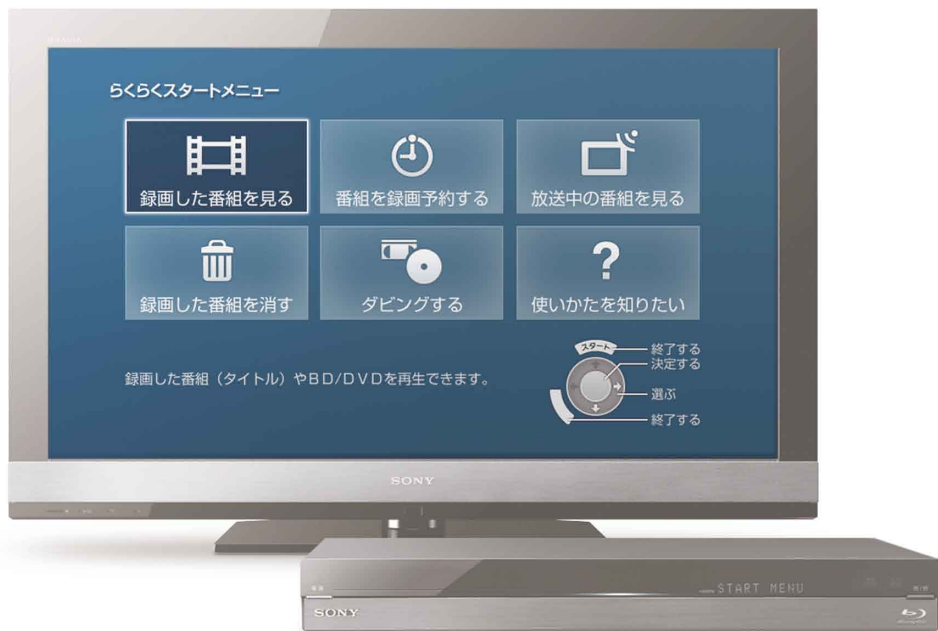 BRAVIA
らくらくスタートメニュー
録画した番組を見る
番組を録画予約する
放送中の番組を見る
録画した番組を消す
ダビングする
使いかたを知りたい
スタート
終了する
決定する
選ぶ
終了する
録画した番組（タイトル）やBD/DVDを再生できます。
SONY
START MENU
SONY